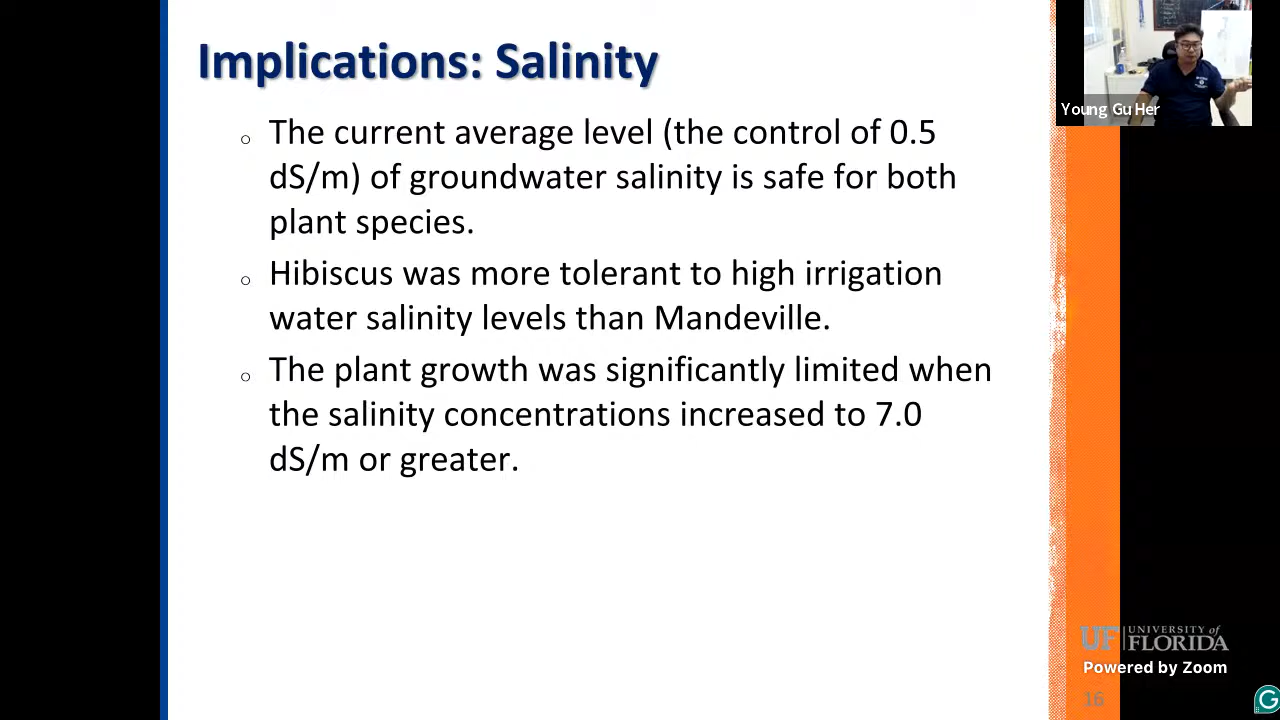 Implications: Salinity
The current average level (the control of 0.5
dS/m) of groundwater salinity is safe for both
plant species.
Hibiscus was more tolerant to high irrigation
water salinity levels than Mandeville.
The plant growth was significantly limited when
the salinity concentrations increased to 7.0
dS/m or greater.
Young Gu Her
UF UNIVERSITY of
FLORIDA
Powered by Zoom
16